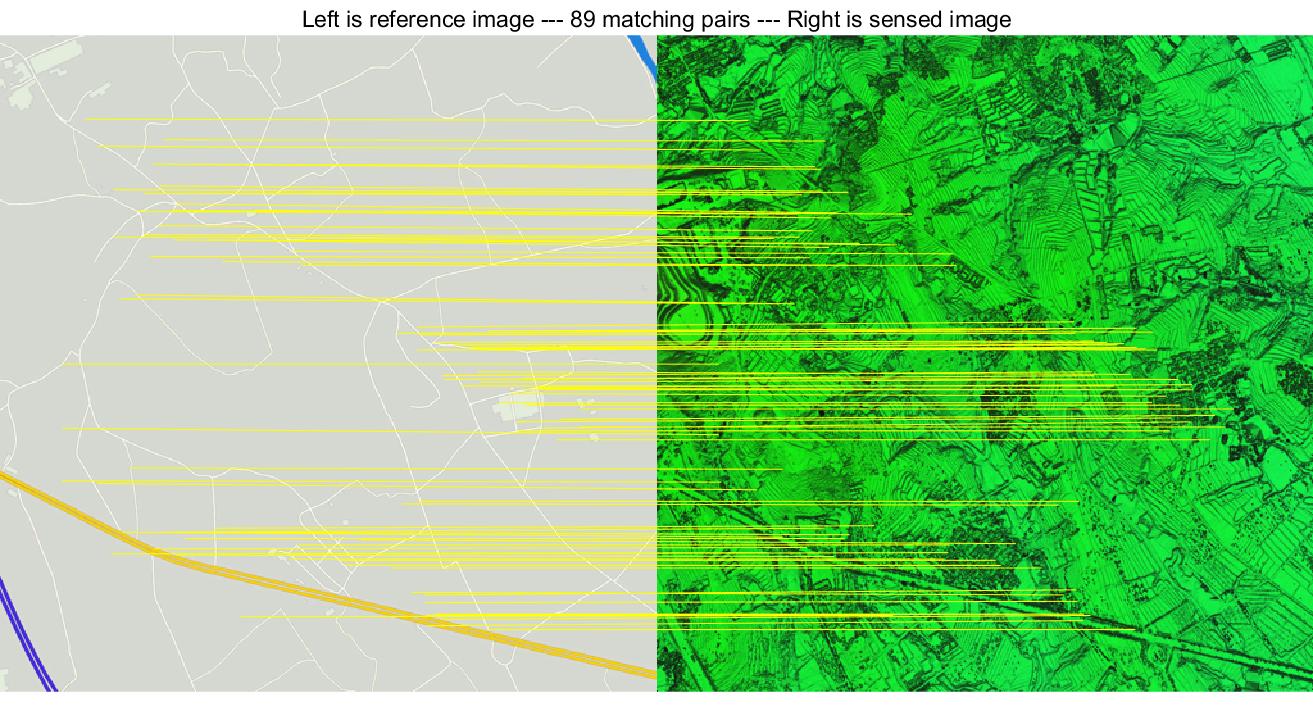 Left is reference image --- 89 matching pairs --- Right is sensed image